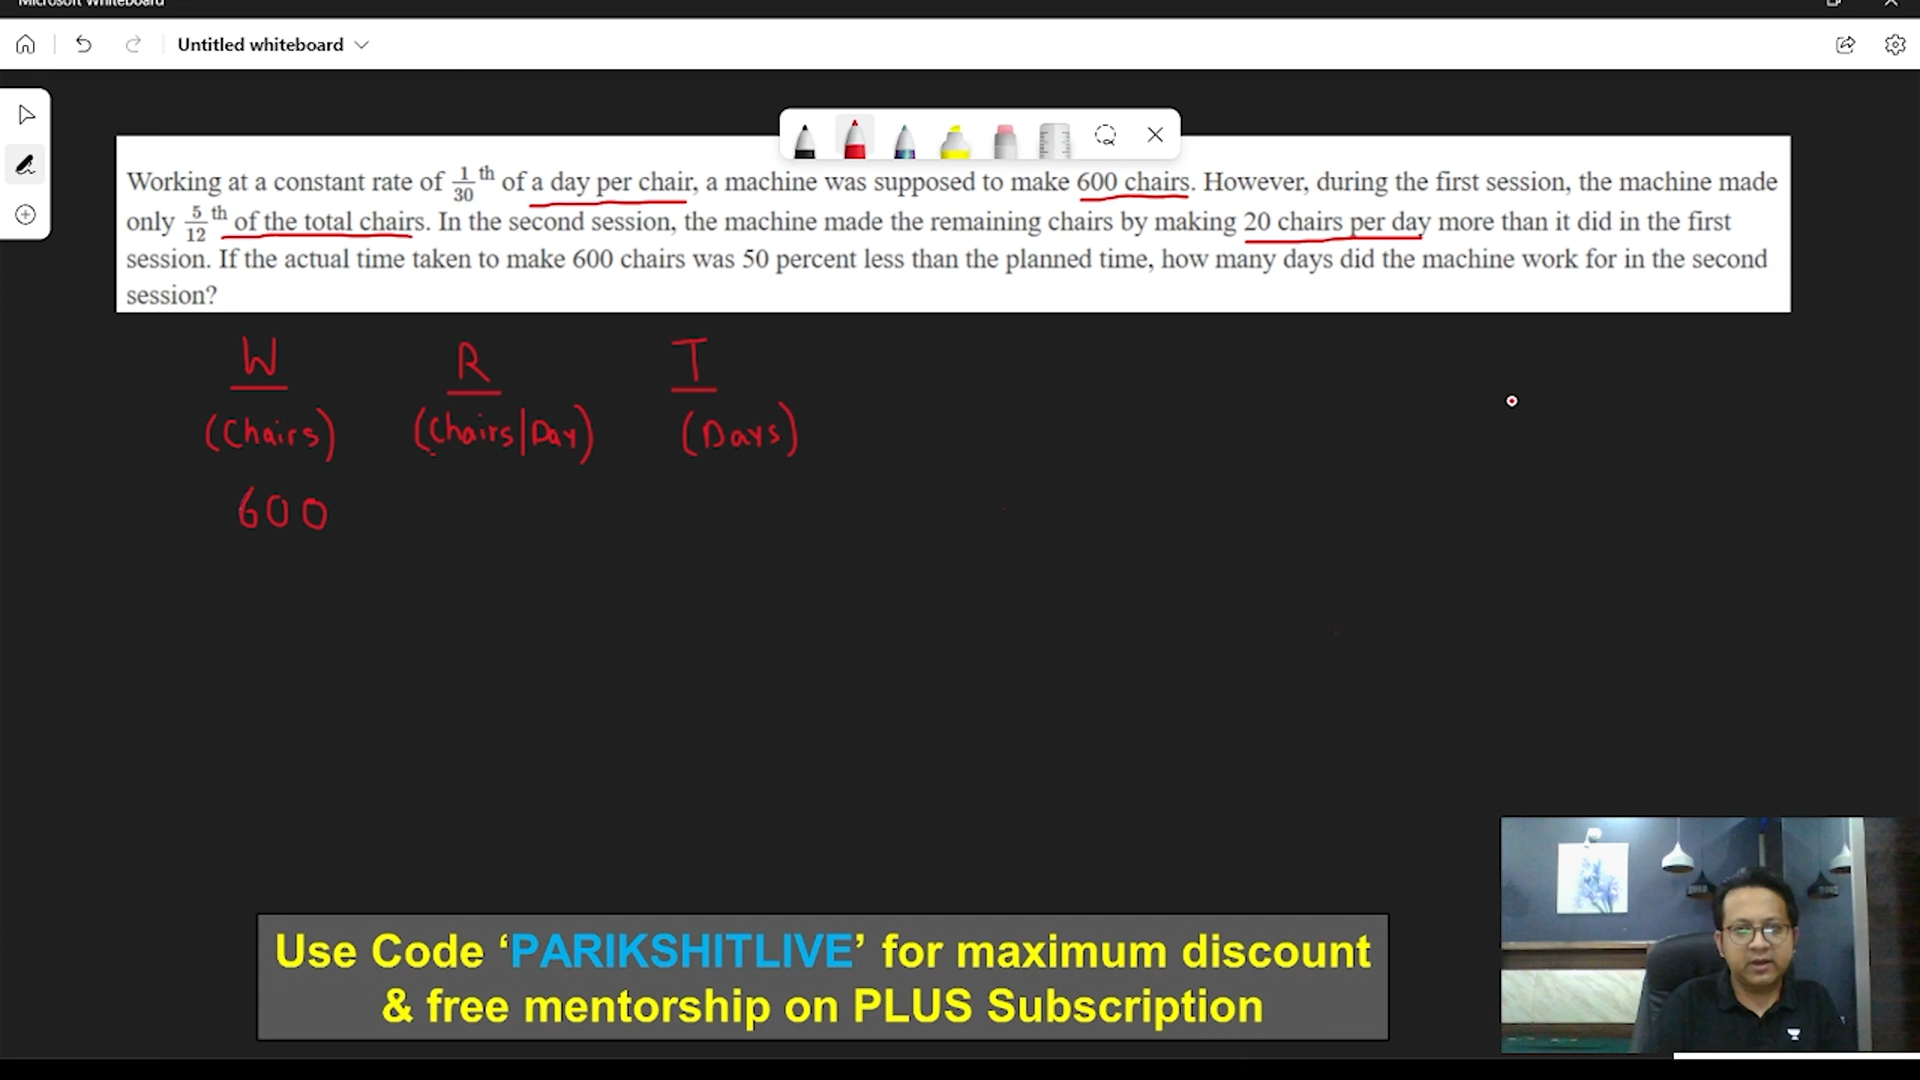 Microsoft Whiteboard
Untitled whiteboard
Working at a constant rate of 1/30 th of a day per chair, a machine was supposed to make 600 chairs. However, during the first session, the machine made
only 5/12 th of the total chairs. In the second session, the machine made the remaining chairs by making 20 chairs per day more than it did in the first
session. If the actual time taken to make 600 chairs was 50 percent less than the planned time, how many days did the machine work for in the second
session?
W R T
(Chairs) (Chairs|Day) (Days)
600
Use Code ‘PARIKSHITLIVE’ for maximum discount
& free mentorship on PLUS Subscription